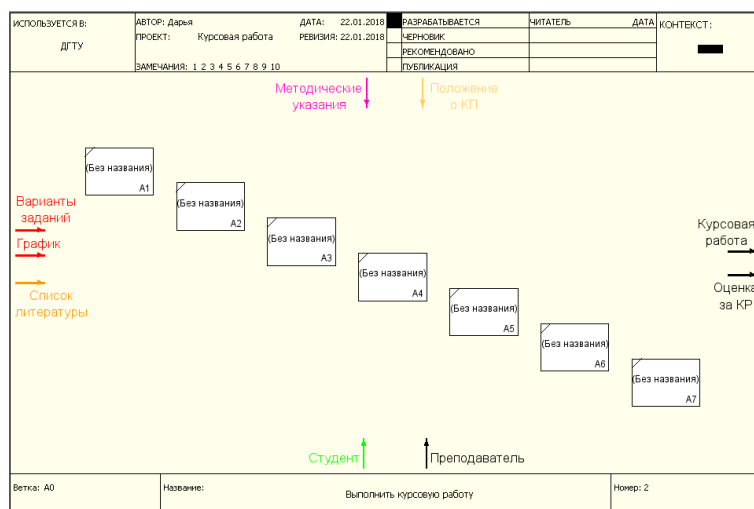 ИСПОЛЬЗУЕТСЯ В:
ДГТУ
АВТОР: Дарья
ДАТА: 22.01.2018
ПРОЕКТ: Курсовая работа
РЕВИЗИЯ: 22.01.2018
ЗАМЕЧАНИЯ: 1 2 3 4 5 6 7 8 9 10
РАЗРАБАТЫВАЕТСЯ
ЧЕРНОВИК
РЕКОМЕНДОВАНО
ПУБЛИКАЦИЯ
ЧИТАТЕЛЬ
ДАТА
КОНТЕКСТ:
Методические
указания
Положение
о КП
(Без названия)
A1
(Без названия)
A2
(Без названия)
A3
(Без названия)
A4
(Без названия)
A5
(Без названия)
A6
(Без названия)
A7
Варианты
заданий
График
Список
литературы
Курсовая
работа
Оценка
за КР
Студент
Преподаватель
Ветка: A0
Название:
Выполнить курсовую работу
Номер: 2